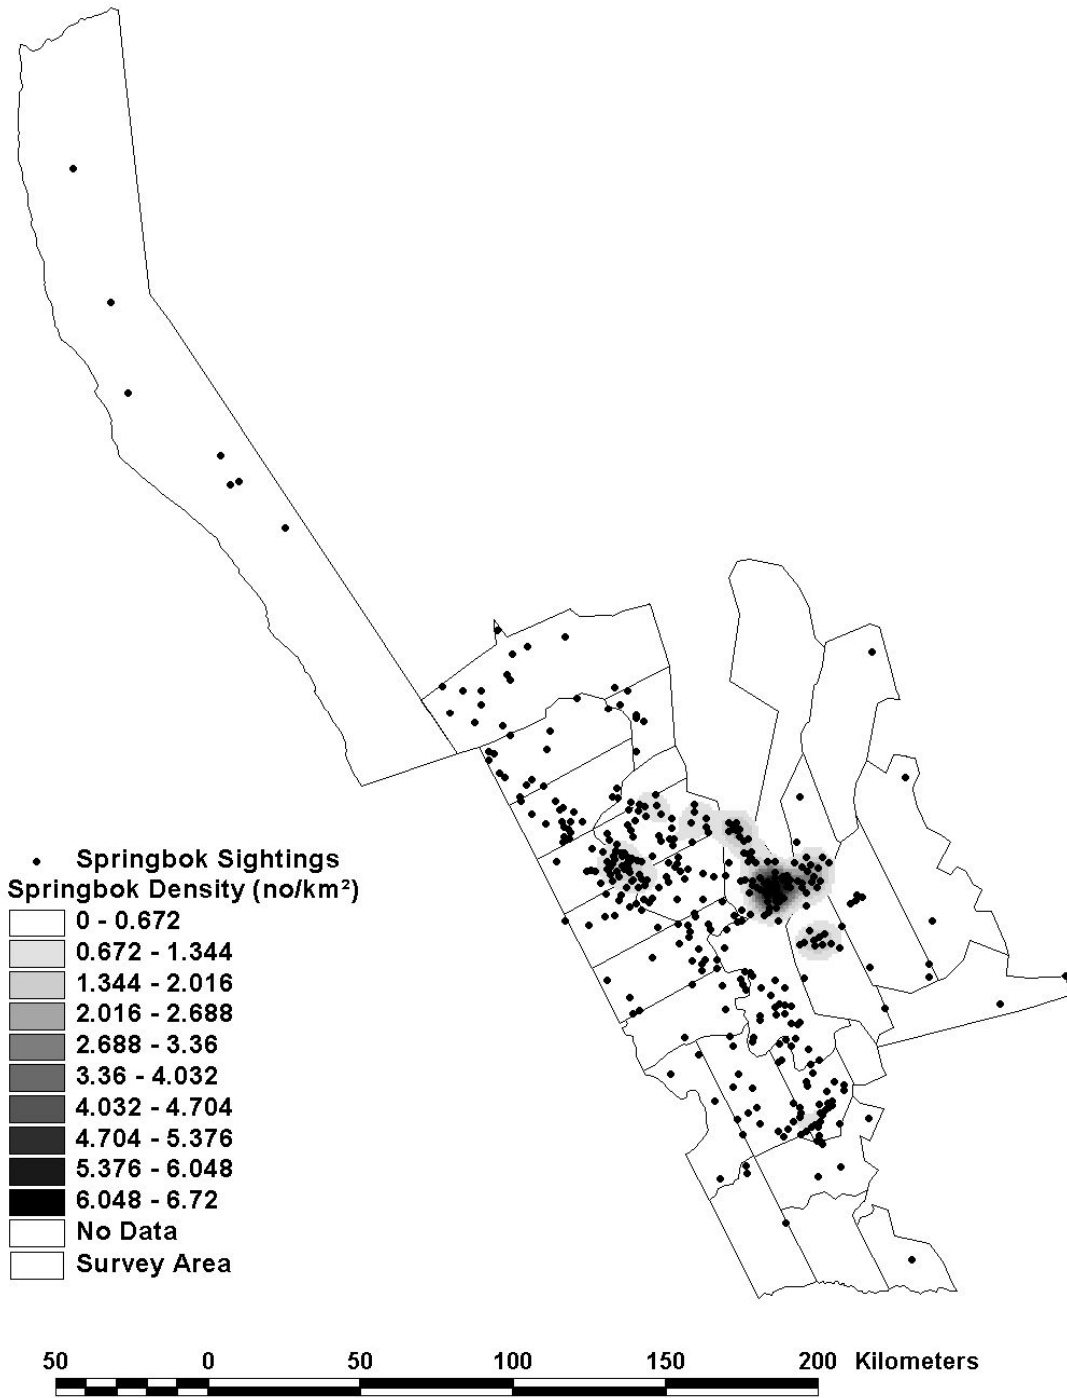 Springbok Sightings
Springbok Density (no/km²)
0 - 0.672
0.672 - 1.344
1.344 - 2.016
2.016 - 2.688
2.688 - 3.36
3.36 - 4.032
4.032 - 4.704
4.704 - 5.376
5.376 - 6.048
6.048 - 6.72
No Data
Survey Area
50 0 50 100 150 200 Kilometers